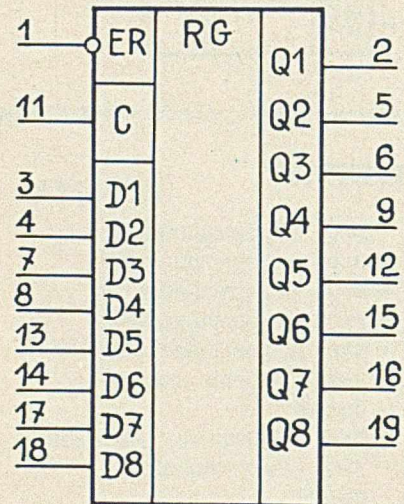 1 ER RG Q1 2
11 C Q2 5
Q3 6
3 D1
4 D2 Q4 9
7 D3 Q5 12
8 D4
13 D5 Q6 15
14 D6 Q7 16
17 D7 Q8 19
18 D8